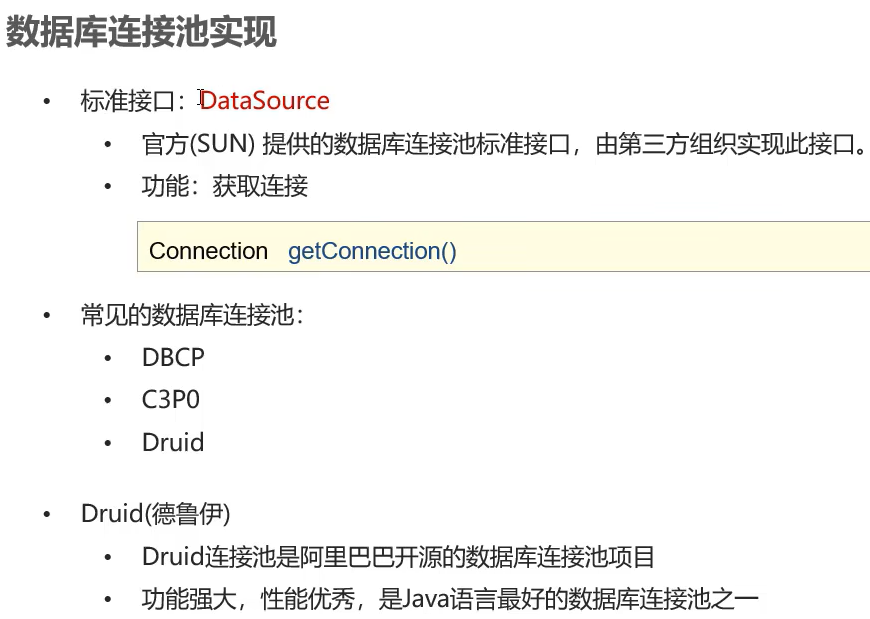 数据库连接池实现
• 标准接口：DataSource
• 官方(SUN) 提供的数据库连接池标准接口，由第三方组织实现此接口。
• 功能：获取连接
Connection getConnection()
• 常见的数据库连接池：
• DBCP
• C3P0
• Druid
• Druid(德鲁伊)
• Druid连接池是阿里巴巴开源的数据库连接池项目
• 功能强大，性能优秀，是Java语言最好的数据库连接池之一